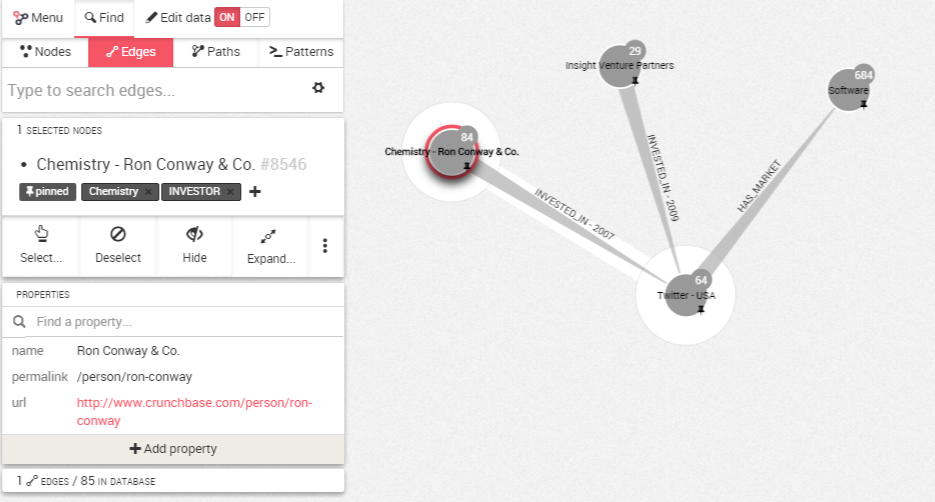 Menu Find Edit data ON OFF
Nodes Edges Paths Patterns
Type to search edges...
1 SELECTED NODES
• Chemistry - Ron Conway & Co. #8546
pinned Chemistry × INVESTOR × +
Select... Deselect Hide Expand...
PROPERTIES
Find a property...
name Ron Conway & Co.
permalink /person/ron-conway
url http://www.crunchbase.com/person/ron-
conway
+ Add property
1 EDGES / 85 IN DATABASE
29
Insight Venture Partners
684
Software
84
Chemistry - Ron Conway & Co.
INVESTED_IN - 2007
INVESTED_IN - 2009
HAS_MARKET
64
Twitter - USA